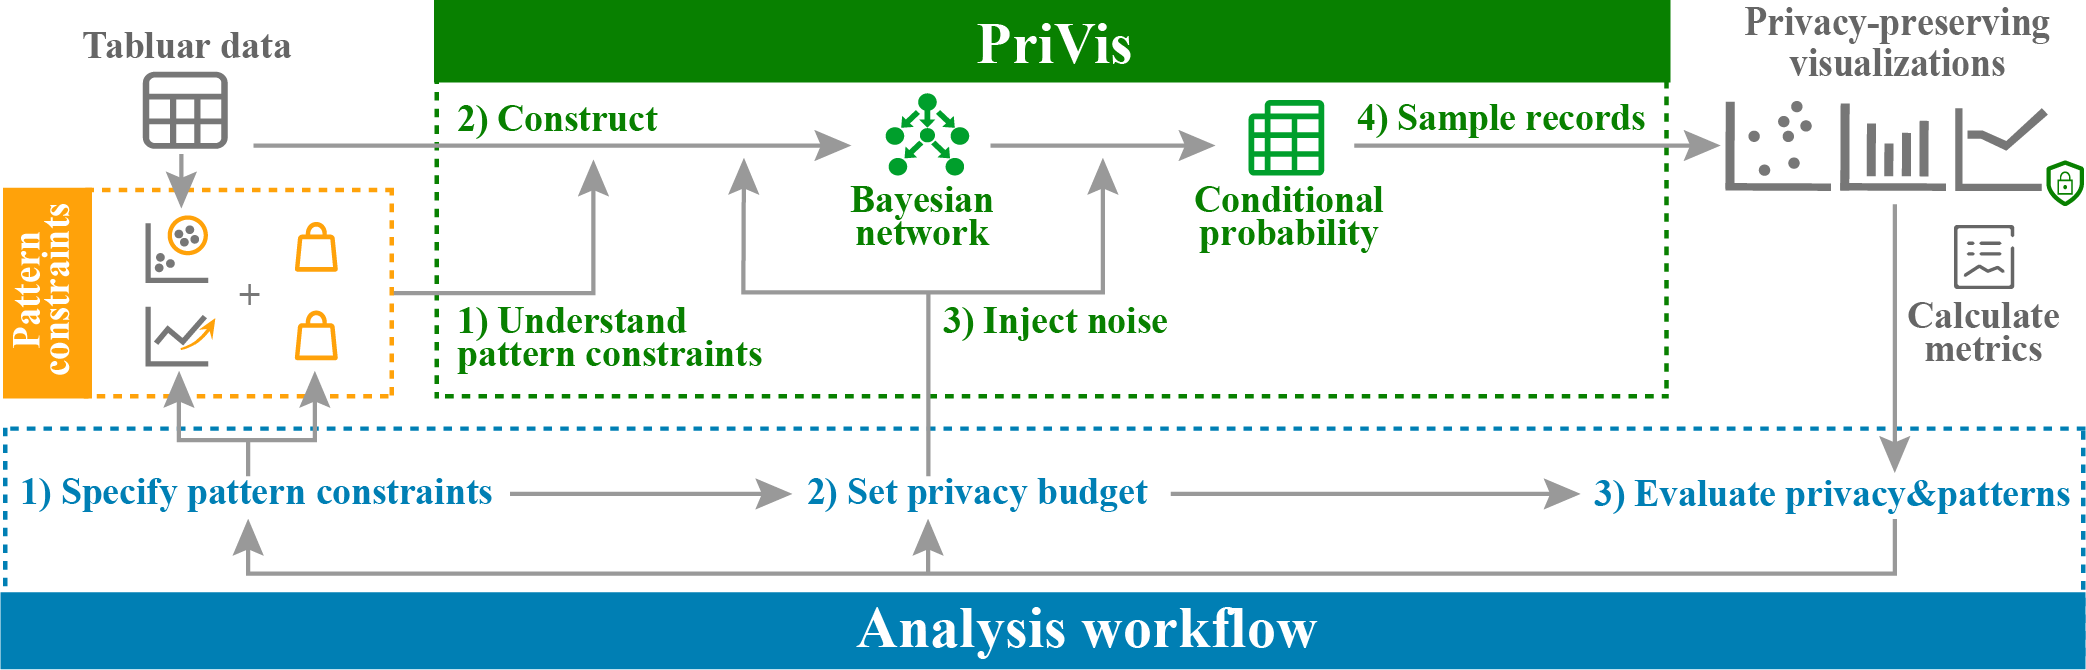 Tabluar data
PriVis
Privacy-preserving
visualizations
2) Construct
4) Sample records
Bayesian
network
Conditional
probability
Pattern
constraints
+
1) Understand
pattern constraints
3) Inject noise
Calculate
metrics
1) Specify pattern constraints
2) Set privacy budget
3) Evaluate privacy&patterns
Analysis workflow